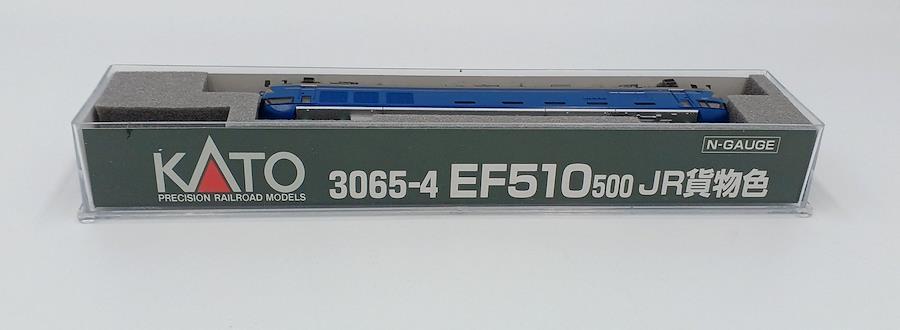 N-GAUGE
KATO
PRECISION RAILROAD MODELS
3065-4 EF510 500 JR貨物色